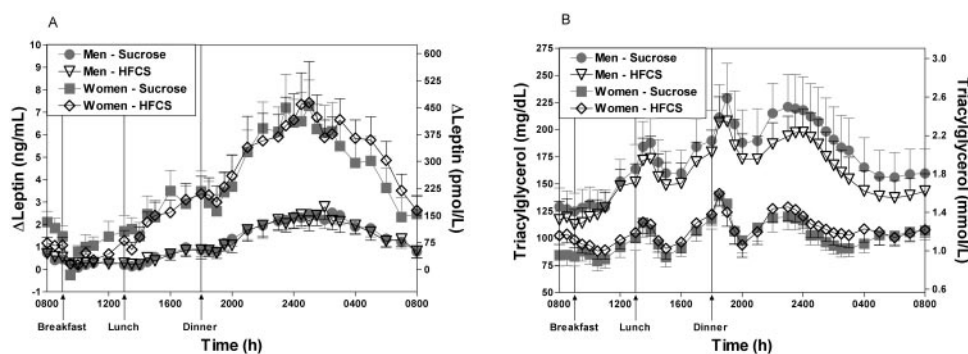 A
Men - Sucrose
Men - HFCS
Women - Sucrose
Women - HFCS
ΔLeptin (ng/mL)
10
9
8
7
6
5
4
3
2
1
0
-1
600
525
450
375
300
225
150
75
0
ΔLeptin (pmol/L)
0800 1200 1600 2000 2400 0400 0800
Breakfast Lunch Dinner
Time (h)
B
Men - Sucrose
Men - HFCS
Women - Sucrose
Women - HFCS
Triacylglycerol (mg/dL)
275
250
225
200
175
150
125
100
75
50
3.0
2.6
2.2
1.8
1.4
1.0
0.6
Triacylglycerol (mmol/L)
0800 1200 1600 2000 2400 0400 0800
Breakfast Lunch Dinner
Time (h)